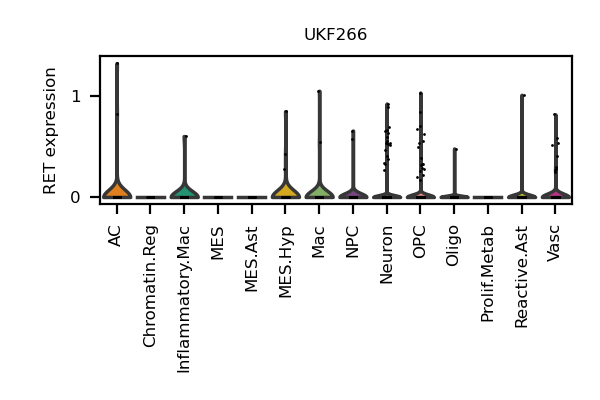 UKF266
RET expression
1
0
AC
Chromatin.Reg
Inflammatory.Mac
MES
MES.Ast
MES.Hyp
Mac
NPC
Neuron
OPC
Oligo
Prolif.Metab
Reactive.Ast
Vasc